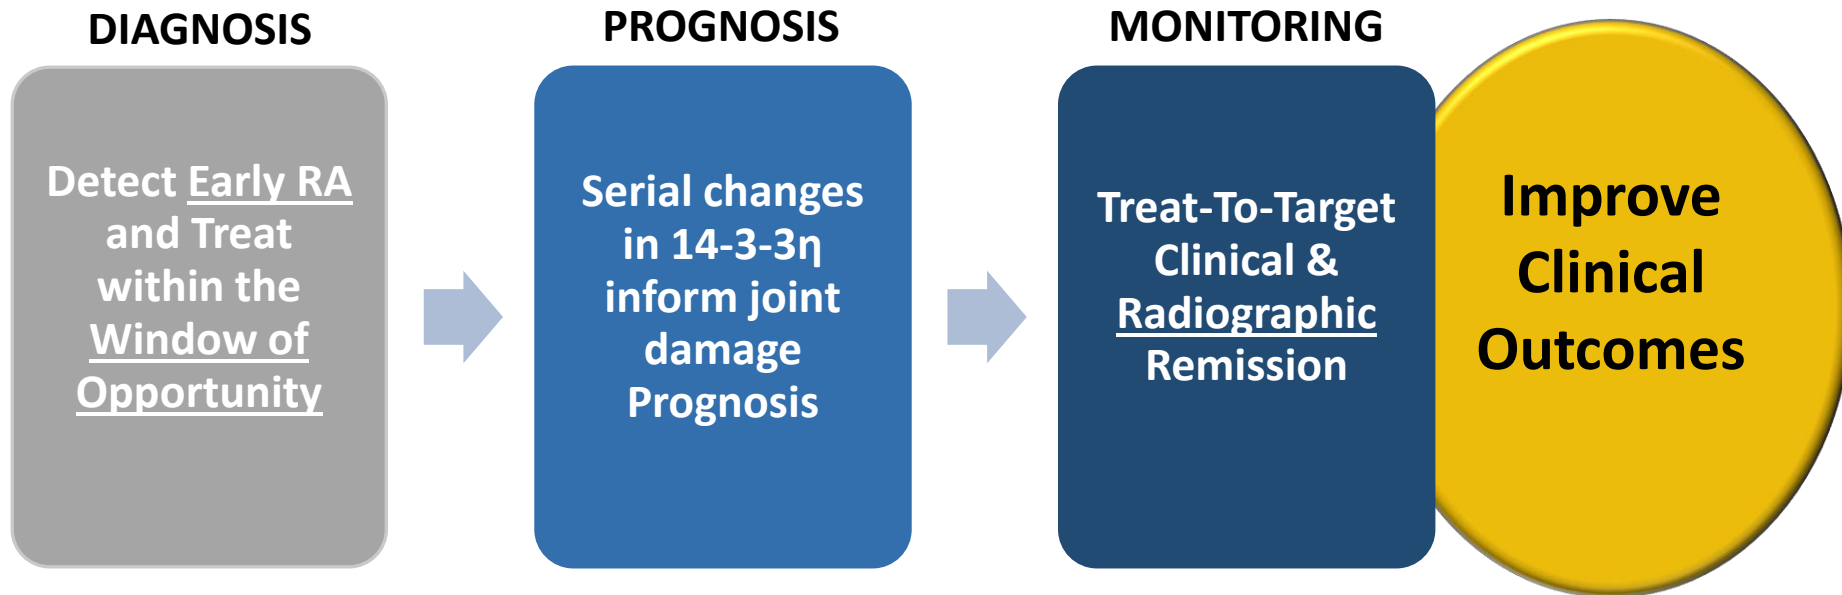 DIAGNOSIS
Detect Early RA
and Treat
within the
Window of
Opportunity
PROGNOSIS
Serial changes
in 14-3-3η
inform joint
damage
Prognosis
MONITORING
Treat-To-Target
Clinical &
Radiographic
Remission
Improve
Clinical
Outcomes